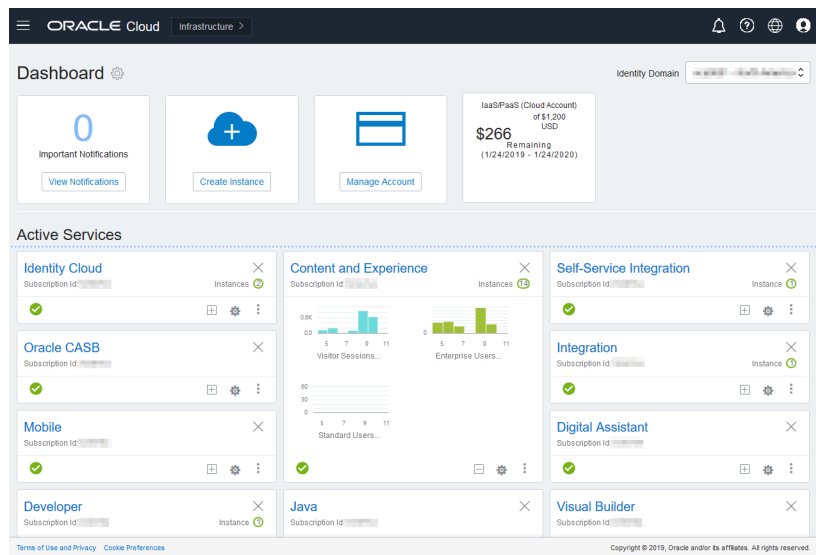 ORACLE Cloud Infrastructure >
Dashboard
Identity Domain
0
Important Notifications
View Notifications
Create Instance
Manage Account
IaaS/PaaS (Cloud Account)
of $1,200
$266 USD
Remaining
(1/24/2019 - 1/24/2020)
Active Services
Identity Cloud
Subscription Id:
Instances 2
Content and Experience
Subscription Id:
Instances 14
0.6K
0.0
5 7 9 11
Visitor Sessions...
0
5 7 9 11
Enterprise Users...
60
30
0
5 7 9 11
Standard Users...
Self-Service Integration
Subscription Id:
Instance 1
Oracle CASB
Subscription Id:
Integration
Subscription Id:
Instance 1
Mobile
Subscription Id:
Digital Assistant
Subscription Id:
Developer
Subscription Id:
Instance 1
Java
Subscription Id:
Visual Builder
Subscription Id:
Terms of Use and Privacy Cookie Preferences
Copyright © 2019, Oracle and/or its affiliates. All rights reserved.